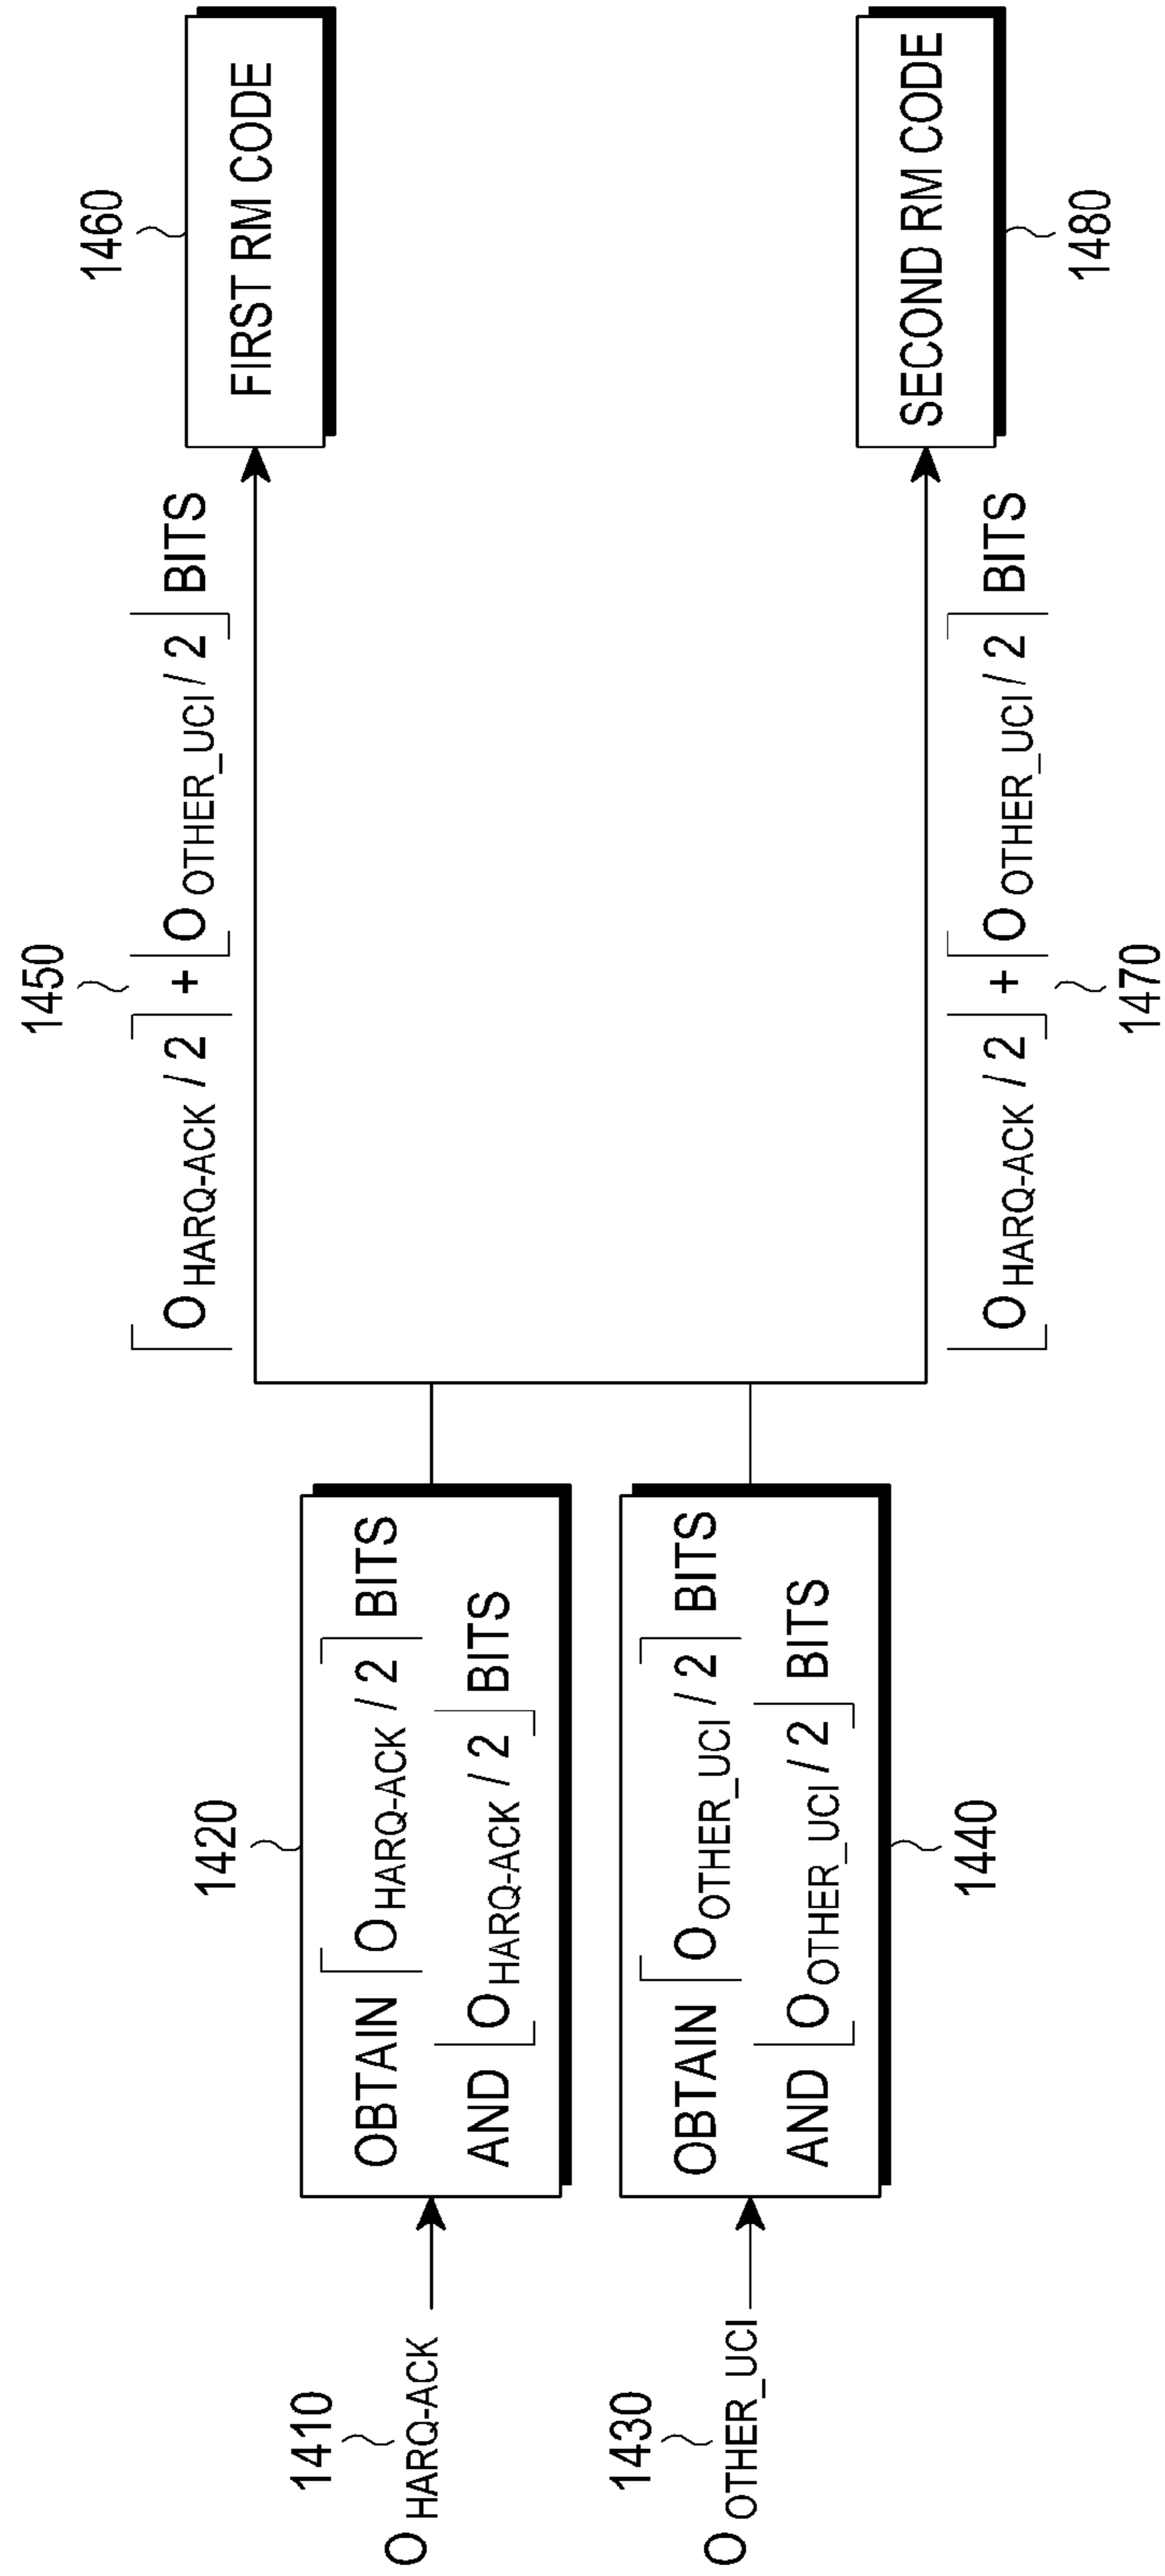 1410
O HARQ-ACK
1420
OBTAIN ⌈O HARQ-ACK / 2⌉ BITS
AND ⌊O HARQ-ACK / 2⌋ BITS
1430
O OTHER_UCI
OBTAIN ⌈O OTHER_UCI / 2⌉ BITS
AND ⌊O OTHER_UCI / 2⌋ BITS
1440
1450
⌈O HARQ-ACK / 2⌉ + ⌊O OTHER_UCI / 2⌋ BITS
1460
FIRST RM CODE
⌊O HARQ-ACK / 2⌋ + ⌈O OTHER_UCI / 2⌉ BITS
1470
SECOND RM CODE
1480